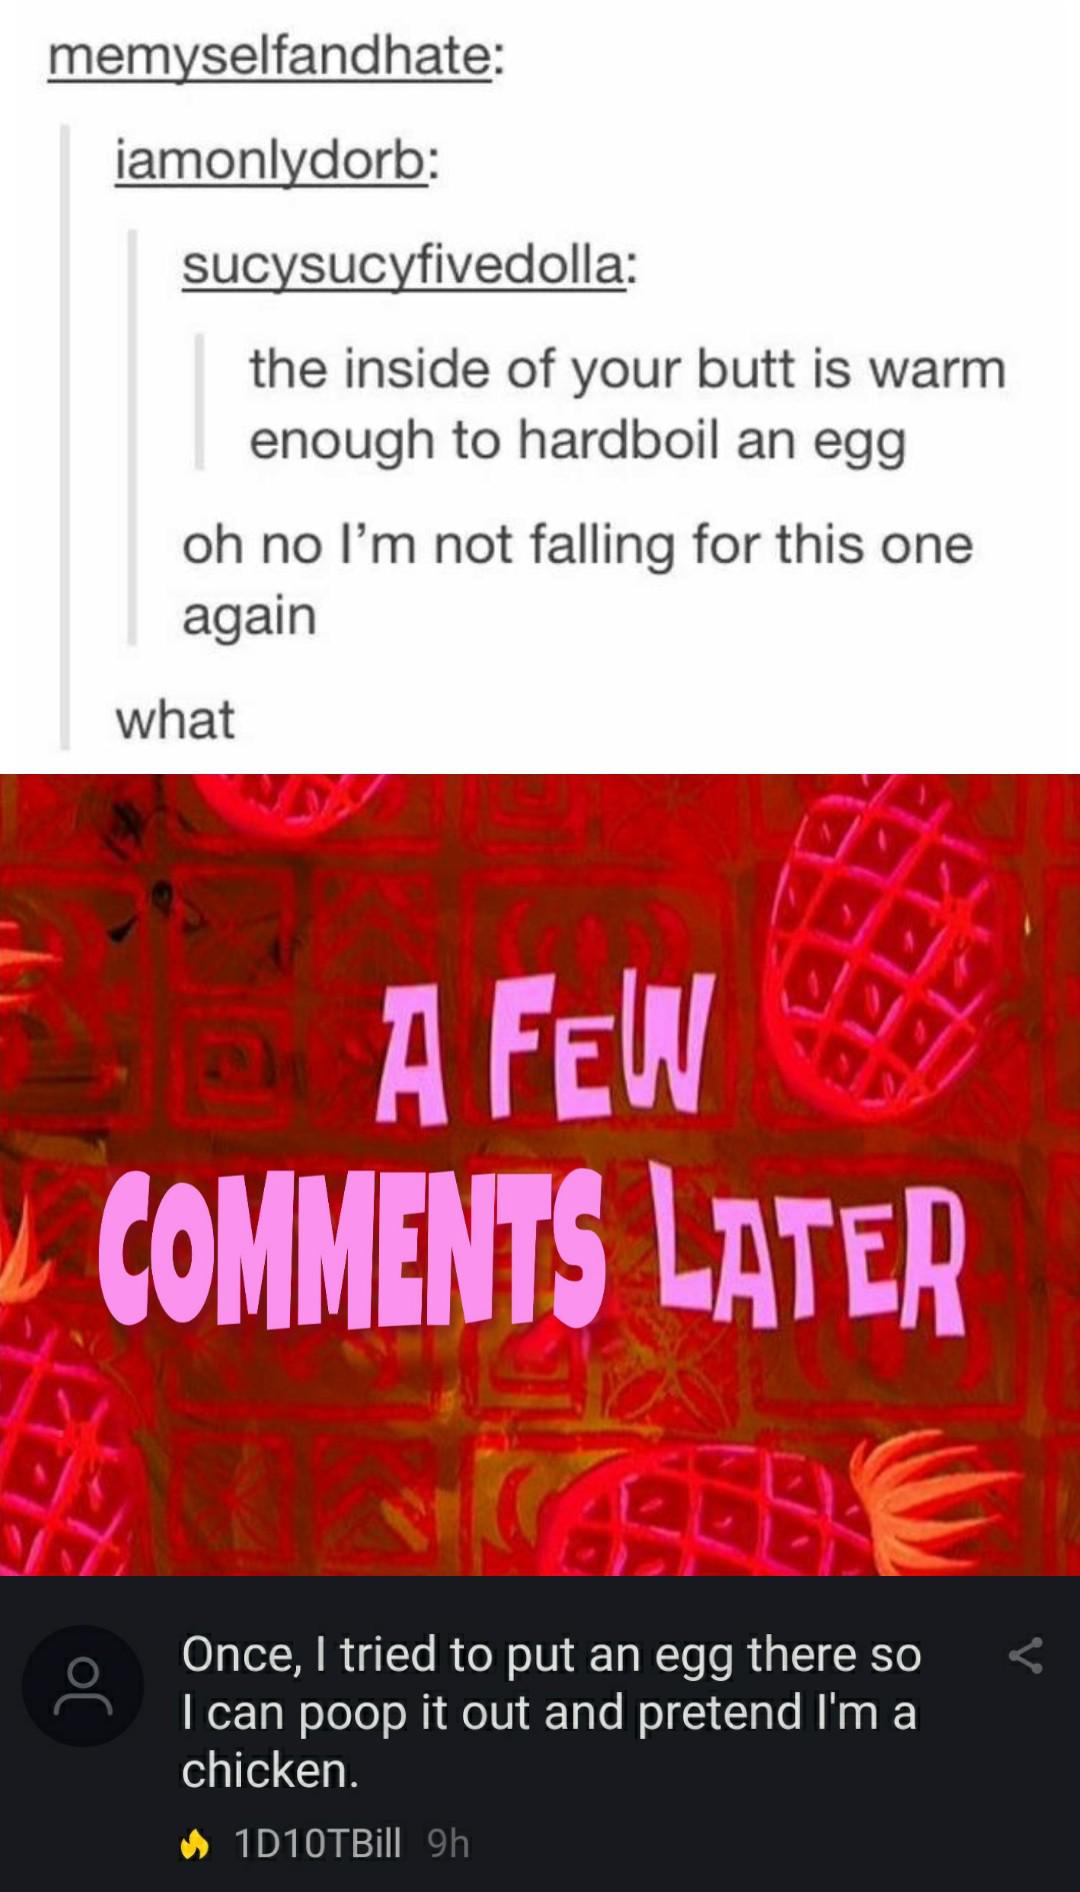 memyselfandhate:
iamonlydorb:
sucysucyfivedolla:
the inside of your butt is warm
enough to hardboil an egg
oh no I'm not falling for this one
again
what
A FEW
COMMENTS LATER
Once, I tried to put an egg there so
I can poop it out and pretend I'm a
chicken.
1D10TBill 9h